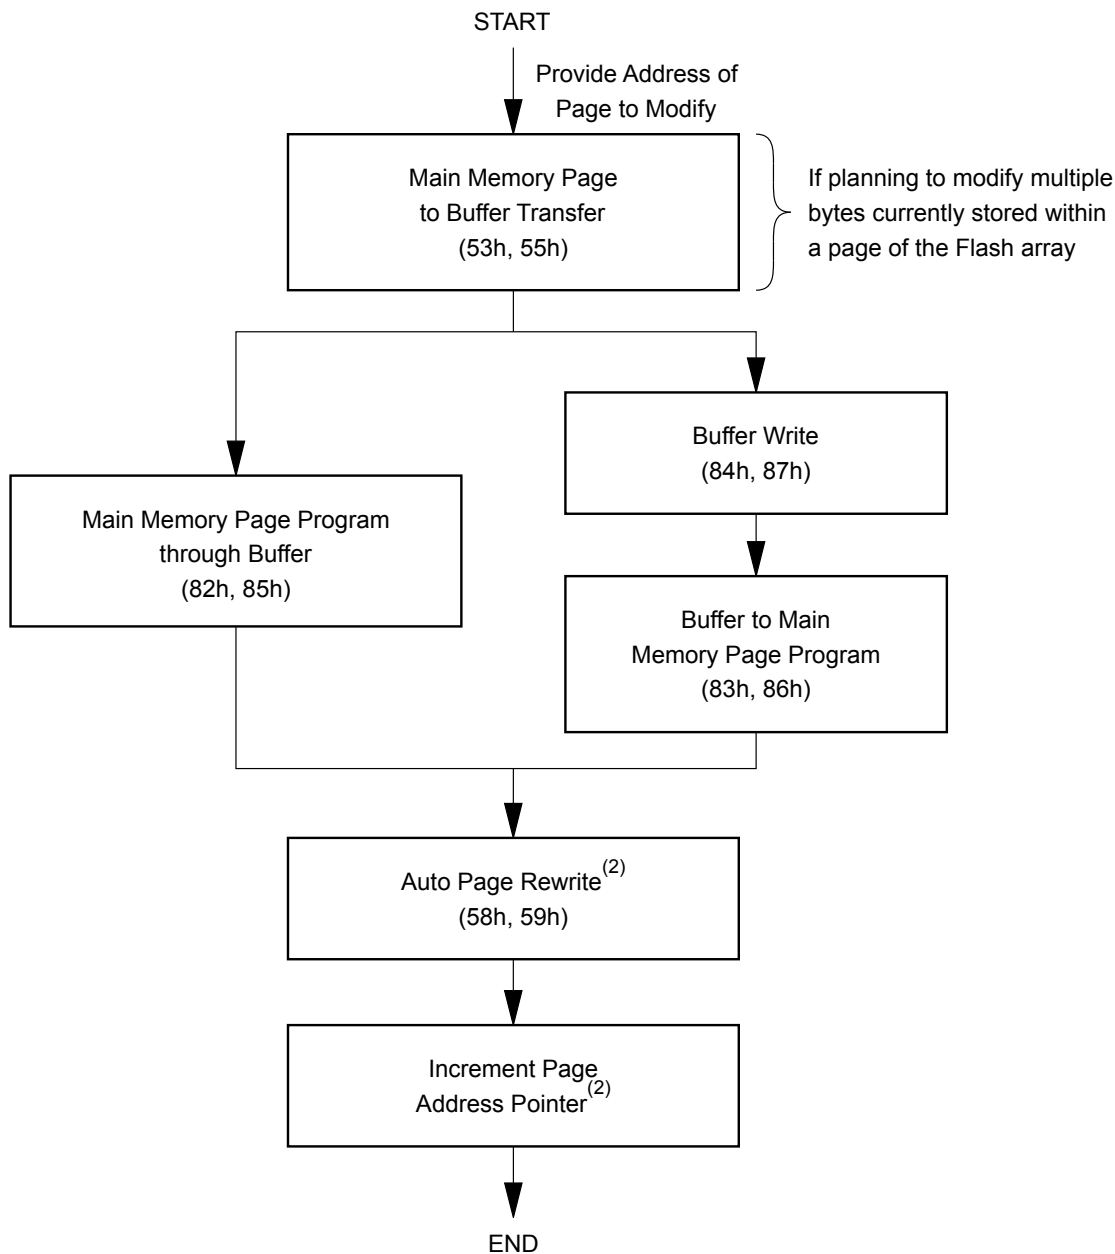 START
Provide Address of
Page to Modify
Main Memory Page
to Buffer Transfer
(53h, 55h)
If planning to modify multiple
bytes currently stored within
a page of the Flash array
Buffer Write
(84h, 87h)
Main Memory Page Program
through Buffer
(82h, 85h)
Buffer to Main
Memory Page Program
(83h, 86h)
Auto Page Rewrite(2)
(58h, 59h)
Increment Page
Address Pointer(2)
END